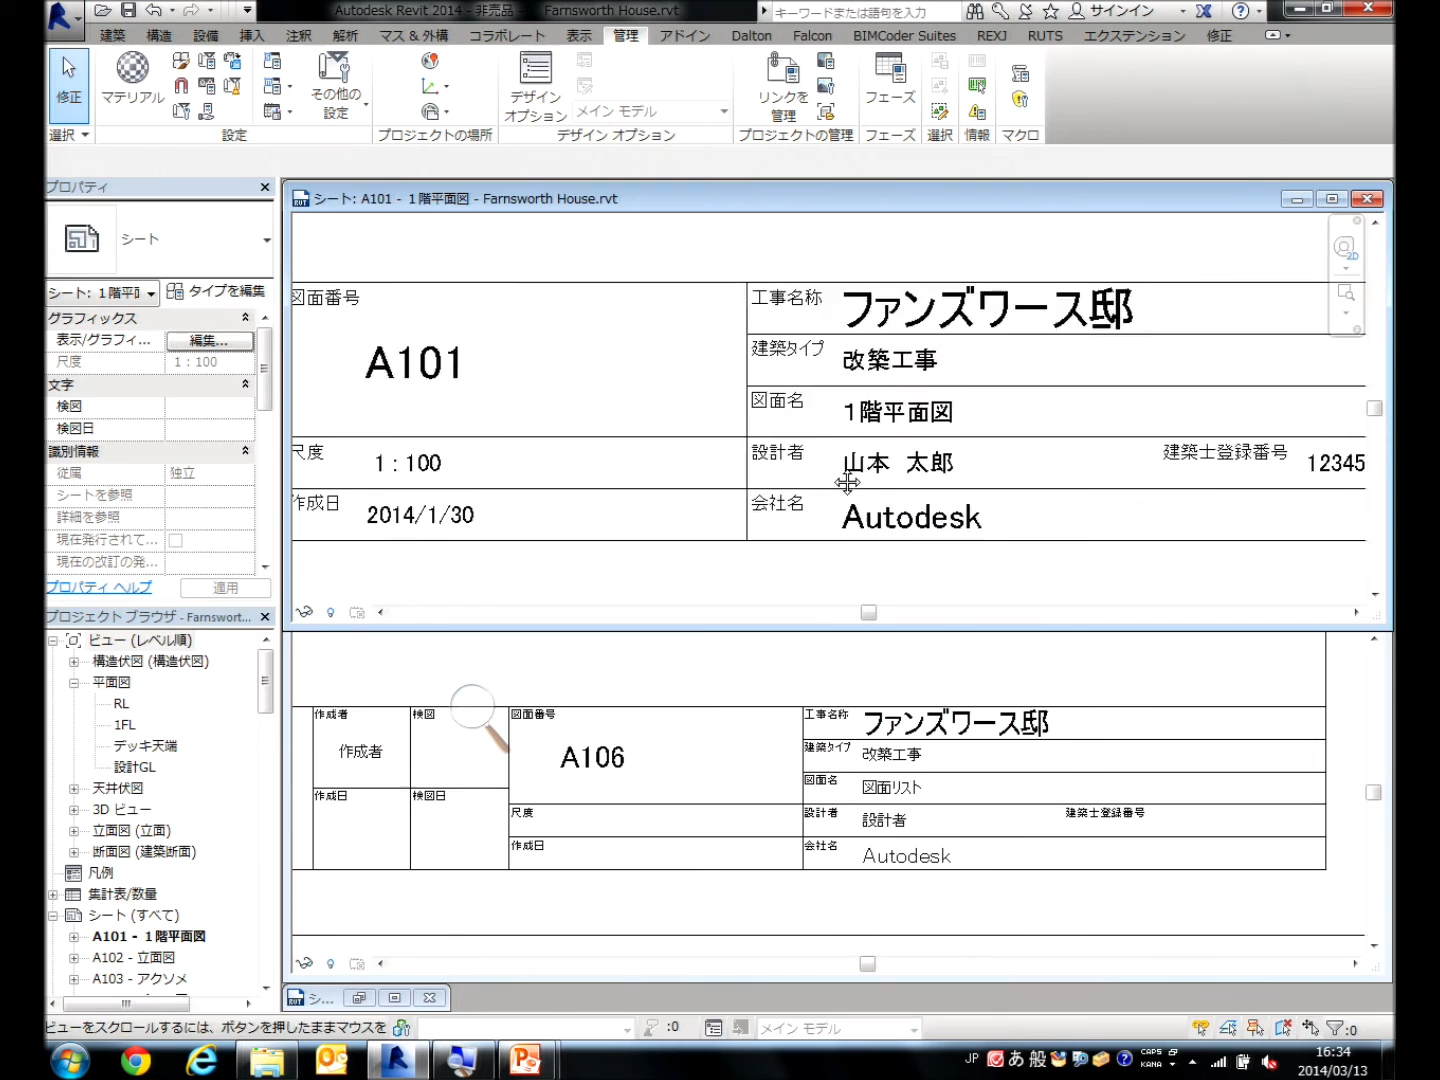 Autodesk Revit 2014 - 非売品 - Farnsworth House.rvt
キーワードまたは語句を入力
サインイン
建築 構造 設備 挿入 注釈 解析 マス & 外構 コラボレート 表示 管理 アドイン Dalton Falcon BIMCoder Suites REXJ RUTS エクステンション 修正
修正
マテリアル
その他の
設定
デザイン
オプション
メイン モデル
リンクを
管理
フェーズ
選択 設定 プロジェクトの場所 デザイン オプション プロジェクトの管理 フェーズ 選択 情報 マクロ
プロパティ
シート
シート: 1階平面
タイプを編集
グラフィックス
表示/グラフィ... 編集...
尺度 1 : 100
文字
検図
検図日
識別情報
従属 独立
シートを参照
詳細を参照
現在発行されて...
現在の改訂の発...
プロパティ ヘルプ 適用
プロジェクト ブラウザ - Farnswort...
ビュー (レベル順)
構造伏図 (構造伏図)
平面図
RL
1FL
デッキ天端
設計GL
天井伏図
3D ビュー
立面図 (立面)
断面図 (建築断面)
凡例
集計表/数量
シート (すべて)
A101 - 1階平面図
A102 - 立面図
A103 - アクソメ
シート: A101 - 1階平面図 - Farnsworth House.rvt
2D
図面番号
A101
工事名称 ファンズワース邸
建築タイプ 改築工事
図面名 1階平面図
尺度 1 : 100
設計者 山本 太郎 建築士登録番号 12345
作成日 2014/1/30
会社名 Autodesk
作成者 検図 図面番号
作成者
A106
作成日 検図日
尺度
作成日
工事名称 ファンズワース邸
建築タイプ 改築工事
図面名 図面リスト
設計者 設計者 建築士登録番号
会社名 Autodesk
シ...
ビューをスクロールするには、ボタンを押したままマウスを
:0
メイン モデル
:0
JP あ 般 CAPS
KANA
16:34
2014/03/13